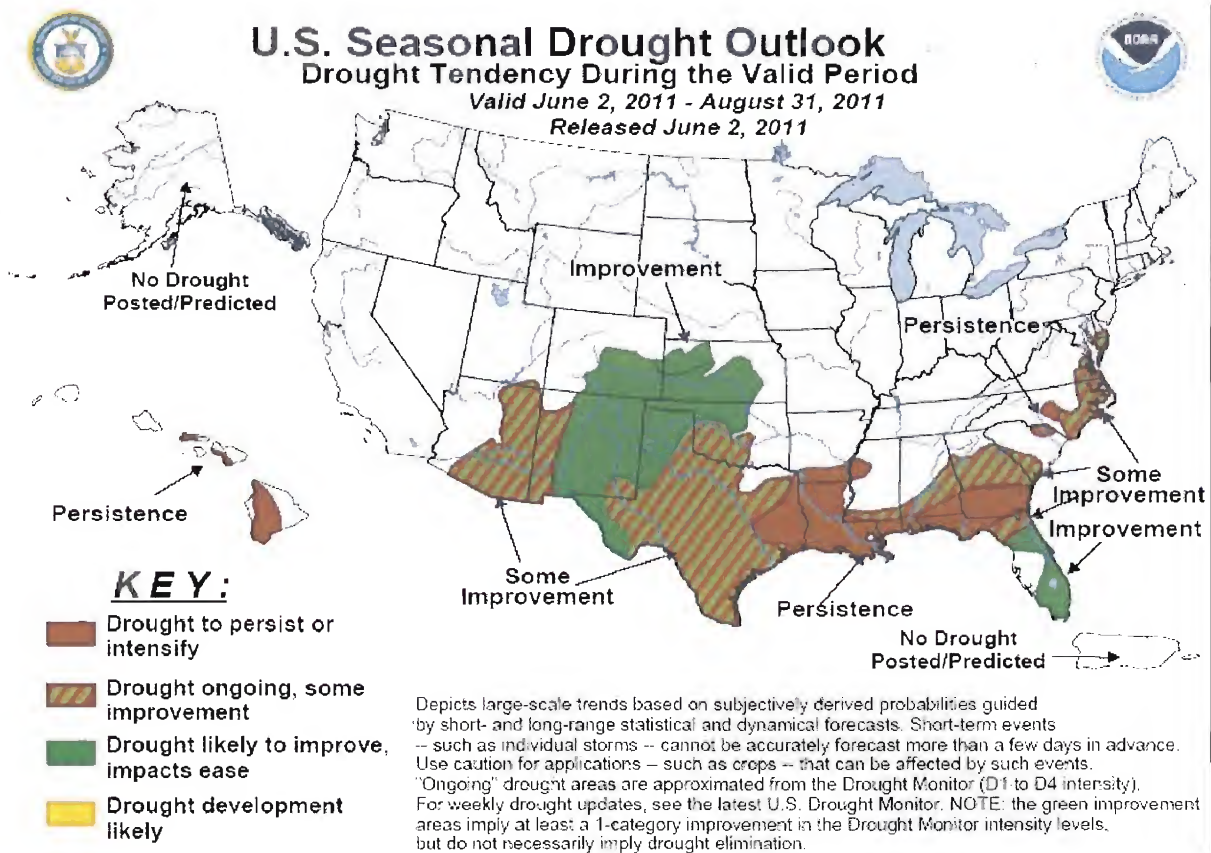 U.S. Seasonal Drought Outlook
Drought Tendency During the Valid Period
Valid June 2, 2011 - August 31, 2011
Released June 2, 2011
NOAA
No Drought
Posted/Predicted
Improvement
Persistence
Persistence
Some
Improvement
Improvement
Some
Improvement
Persistence
No Drought
Posted/Predicted
KEY:
Drought to persist or
intensify
Drought ongoing, some
improvement
Drought likely to improve,
impacts ease
Drought development
likely
Depicts large-scale trends based on subjectively derived probabilities guided
by short- and long-range statistical and dynamical forecasts. Short-term events
-- such as individual storms -- cannot be accurately forecast more than a few days in advance.
Use caution for applications -- such as crops -- that can be affected by such events.
"Ongoing" drought areas are approximated from the Drought Monitor (D1 to D4 intensity).
For weekly drought updates, see the latest U.S. Drought Monitor. NOTE: the green improvement
areas imply at least a 1-category improvement in the Drought Monitor intensity levels,
but do not necessarily imply drought elimination.